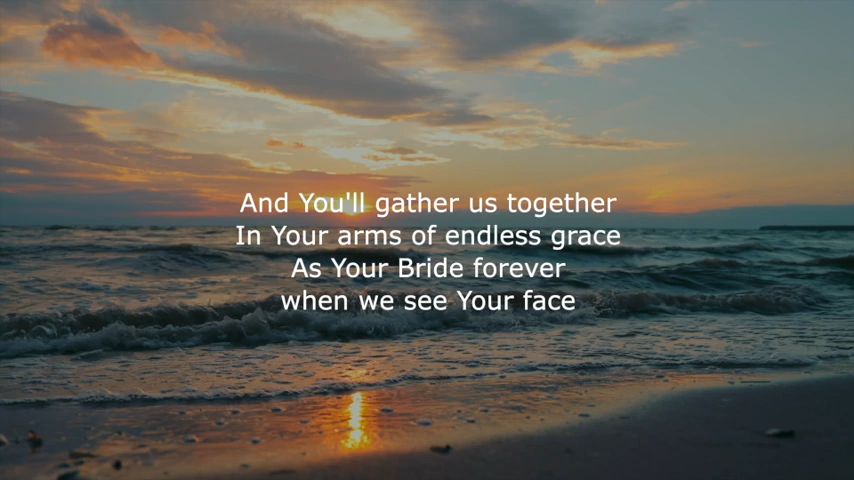 And You'll gather us together
In Your arms of endless grace
As Your Bride forever
when we see Your face